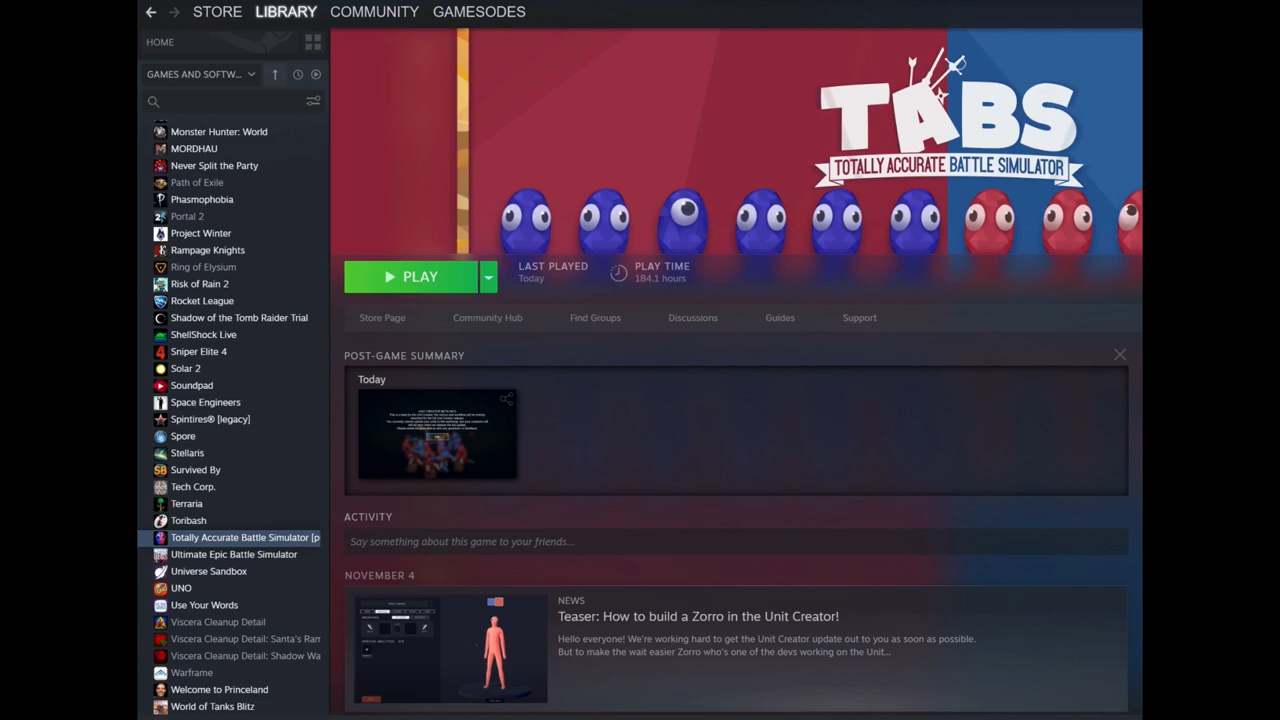 STORE LIBRARY COMMUNITY GAMESODES
HOME
GAMES AND SOFTW...
Monster Hunter: World
MORDHAU
Never Split the Party
Path of Exile
Phasmophobia
Portal 2
Project Winter
Rampage Knights
Ring of Elysium
Risk of Rain 2
Rocket League
Shadow of the Tomb Raider Trial
ShellShock Live
Sniper Elite 4
Solar 2
Soundpad
Space Engineers
Spintires® [legacy]
Spore
Stellaris
Survived By
Tech Corp.
Terraria
Toribash
Totally Accurate Battle Simulator [p
Ultimate Epic Battle Simulator
Universe Sandbox
UNO
Use Your Words
Viscera Cleanup Detail
Viscera Cleanup Detail: Santa's Ram
Viscera Cleanup Detail: Shadow Wa
Warframe
Welcome to Princeland
World of Tanks Blitz
TABS
TOTALLY ACCURATE BATTLE SIMULATOR
PLAY
LAST PLAYED
Today
PLAY TIME
184.1 hours
Store Page Community Hub Find Groups Discussions Guides Support
POST-GAME SUMMARY
Today
ACTIVITY
Say something about this game to your friends...
NOVEMBER 4
NEWS
Teaser: How to build a Zorro in the Unit Creator!
Hello everyone! We're working hard to get the Unit Creator update out to you as soon as possible.
But to make the wait easier Zorro who's one of the devs working on the Unit...